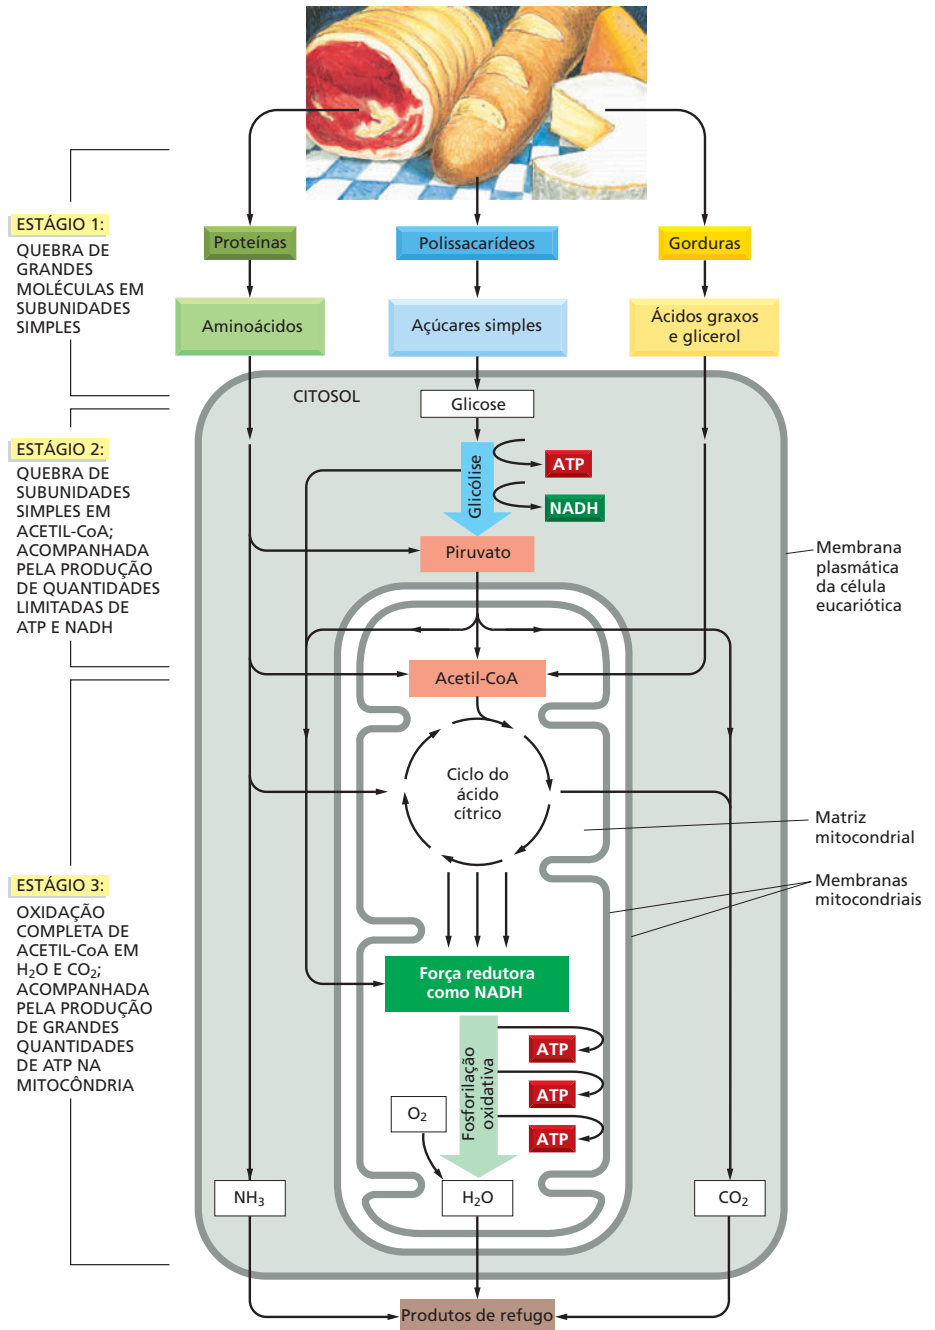 ESTÁGIO 1:
QUEBRA DE
GRANDES
MOLÉCULAS EM
SUBUNIDADES
SIMPLES
Proteínas
Polissacarídeos
Gorduras
Aminoácidos
Açúcares simples
Ácidos graxos
e glicerol
CITOSOL
Glicose
ESTÁGIO 2:
QUEBRA DE
SUBUNIDADES
SIMPLES EM
ACETIL-CoA;
ACOMPANHADA
PELA PRODUÇÃO
DE QUANTIDADES
LIMITADAS DE
ATP E NADH
Glicólise
ATP
NADH
Piruvato
Membrana
plasmática
da célula
eucariótica
Acetil-CoA
Ciclo do
ácido
cítrico
Matriz
mitocondrial
Membranas
mitocondriais
ESTÁGIO 3:
OXIDAÇÃO
COMPLETA DE
ACETIL-CoA EM
H₂O E CO₂;
ACOMPANHADA
PELA PRODUÇÃO
DE GRANDES
QUANTIDADES
DE ATP NA
MITOCÔNDRIA
Força redutora
como NADH
Fosforilação
oxidativa
ATP
ATP
ATP
O₂
NH₃
H₂O
CO₂
Produtos de refugo